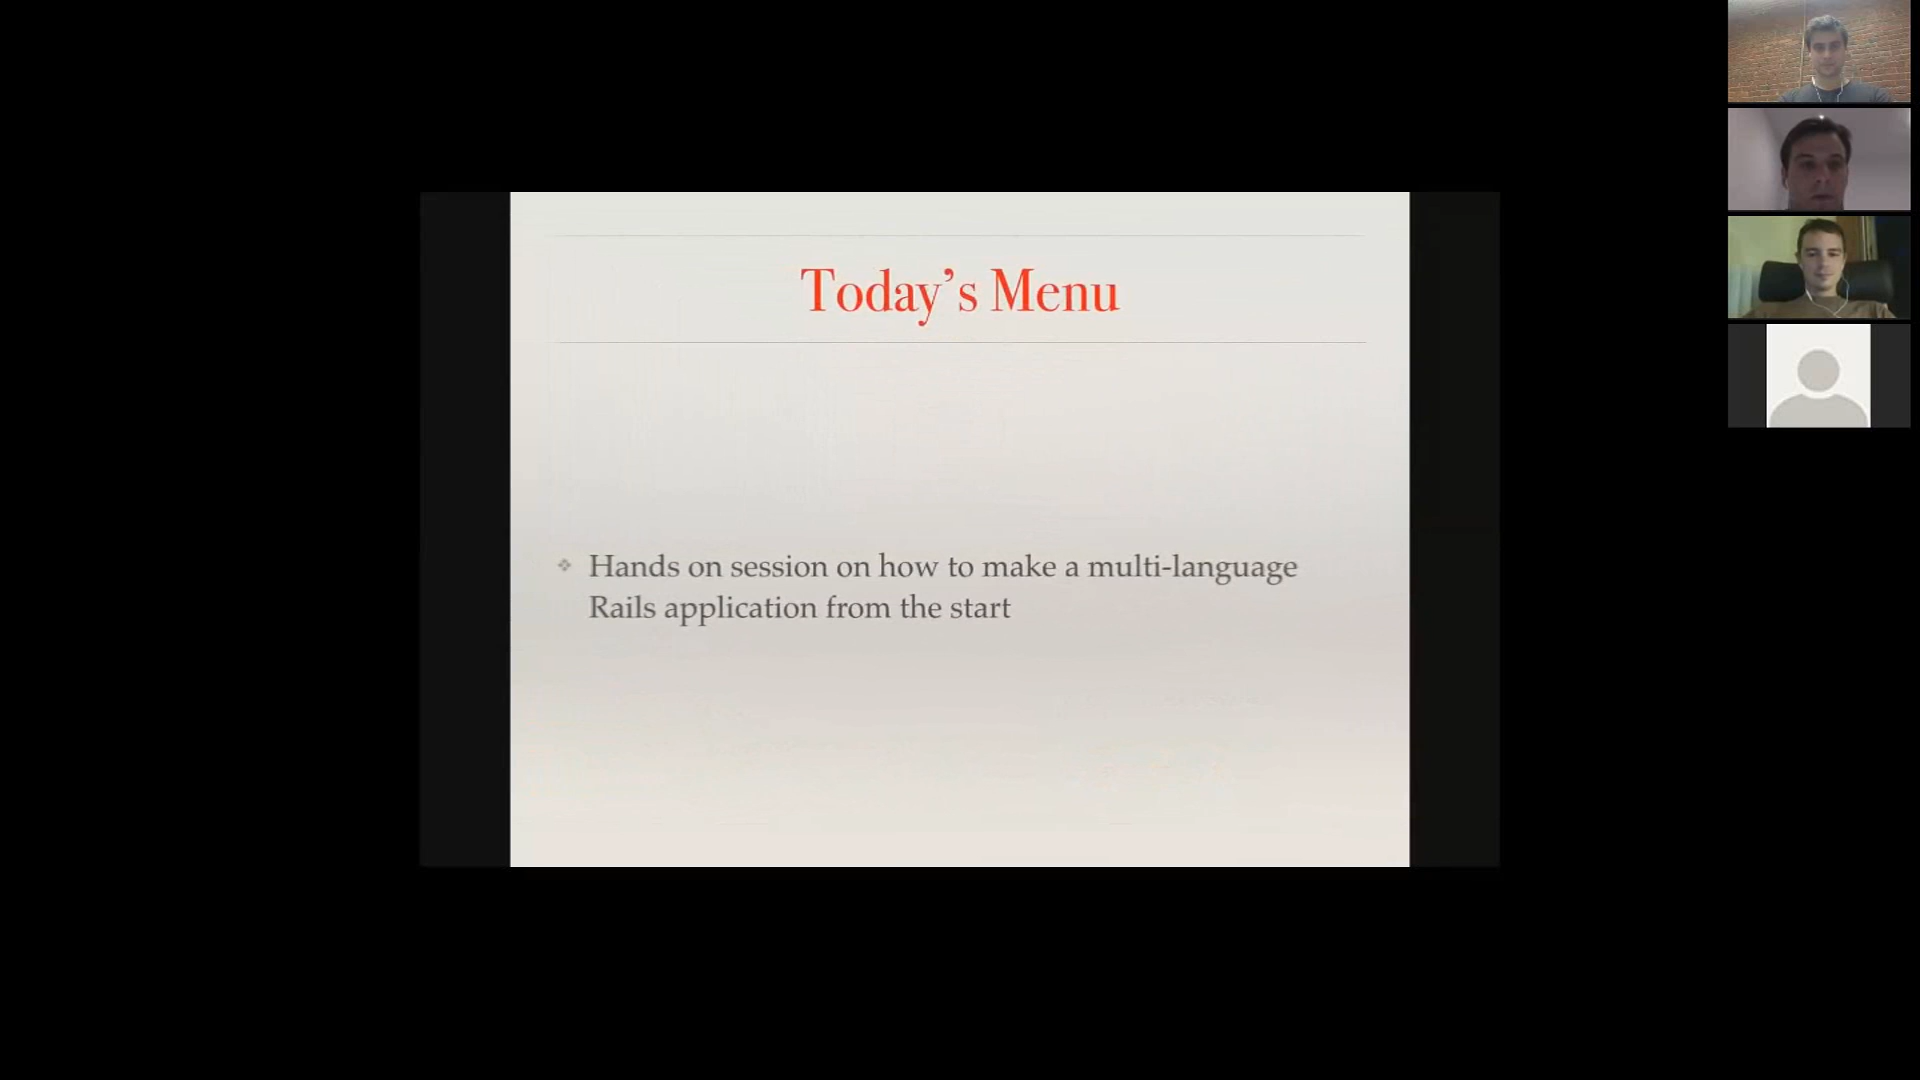 Today’s Menu
Hands on session on how to make a multi-language
Rails application from the start